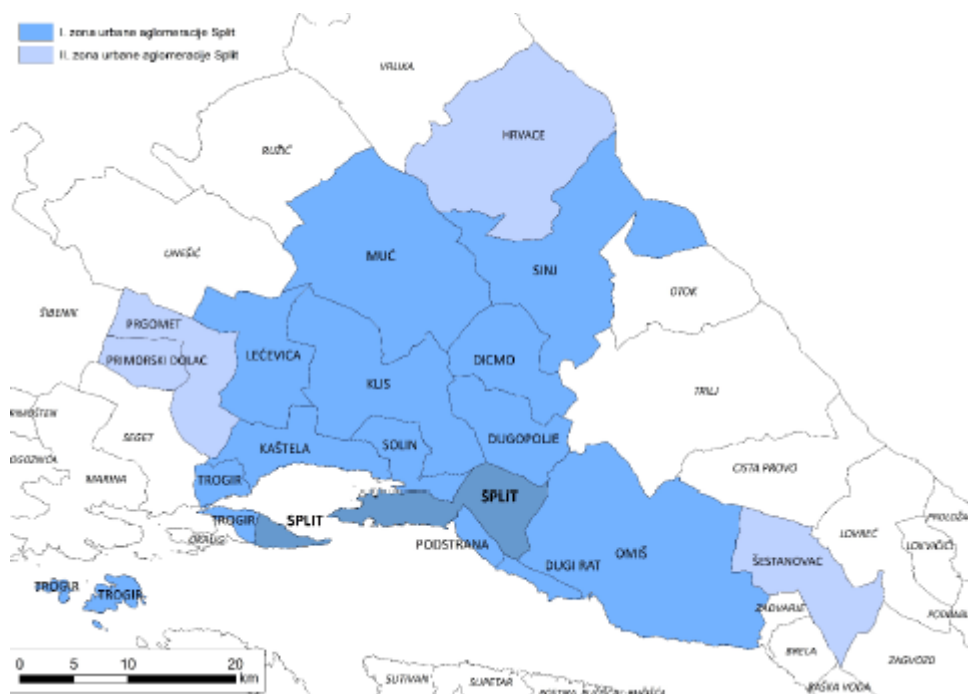 I. zona urbane aglomeracije Split
II. zona urbane aglomeracije Split
VRLIKA
HRVACE
RUŽIĆ
MUĆ
UNEŠIĆ
SINJ
OTOK
ŠIBENIK
PRGOMET
PRIMORSKI DOLAC
LEĆEVICA
DICMO
KLIS
TRILJ
SEGET
KAŠTELA
SOLIN
DUGOPOLJE
MARINA
TROGIR
CISTA PROVO
SPLIT
TROGIR
SPLIT
OKRUG
PODSTRANA
LOVREĆ
OMIŠ
DUGI RAT
ŠESTANOVAC
TROGIR
TROGIR
ZADVARJE
BRELA
ZAGVOZD
BAŠKA VODA
0 5 10 20
km
SUTIVAN
SUPETAR